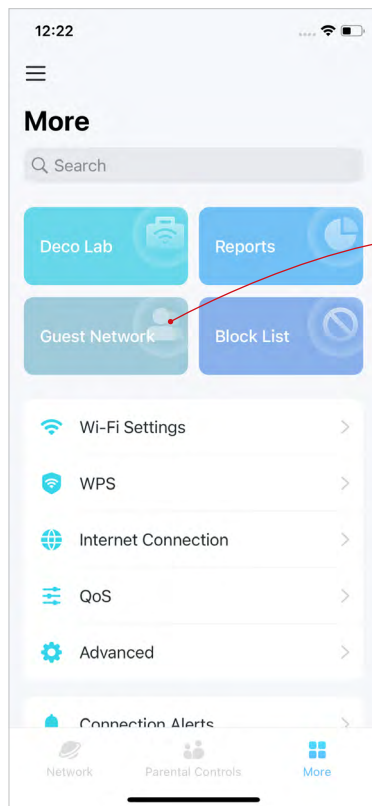 12:22
More
Search
Deco Lab
Reports
Guest Network
Block List
Wi-Fi Settings
WPS
Internet Connection
QoS
Advanced
Connection Alerts
Network
Parental Controls
More